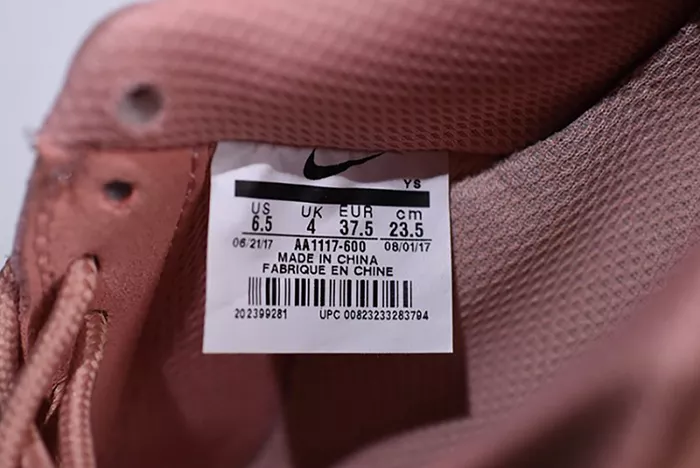 YS
US UK EUR cm
6.5 4 37.5 23.5
06/21/17 AA1117-600 08/01/17
MADE IN CHINA
FABRIQUE EN CHINE
202399281 UPC 00823233283794